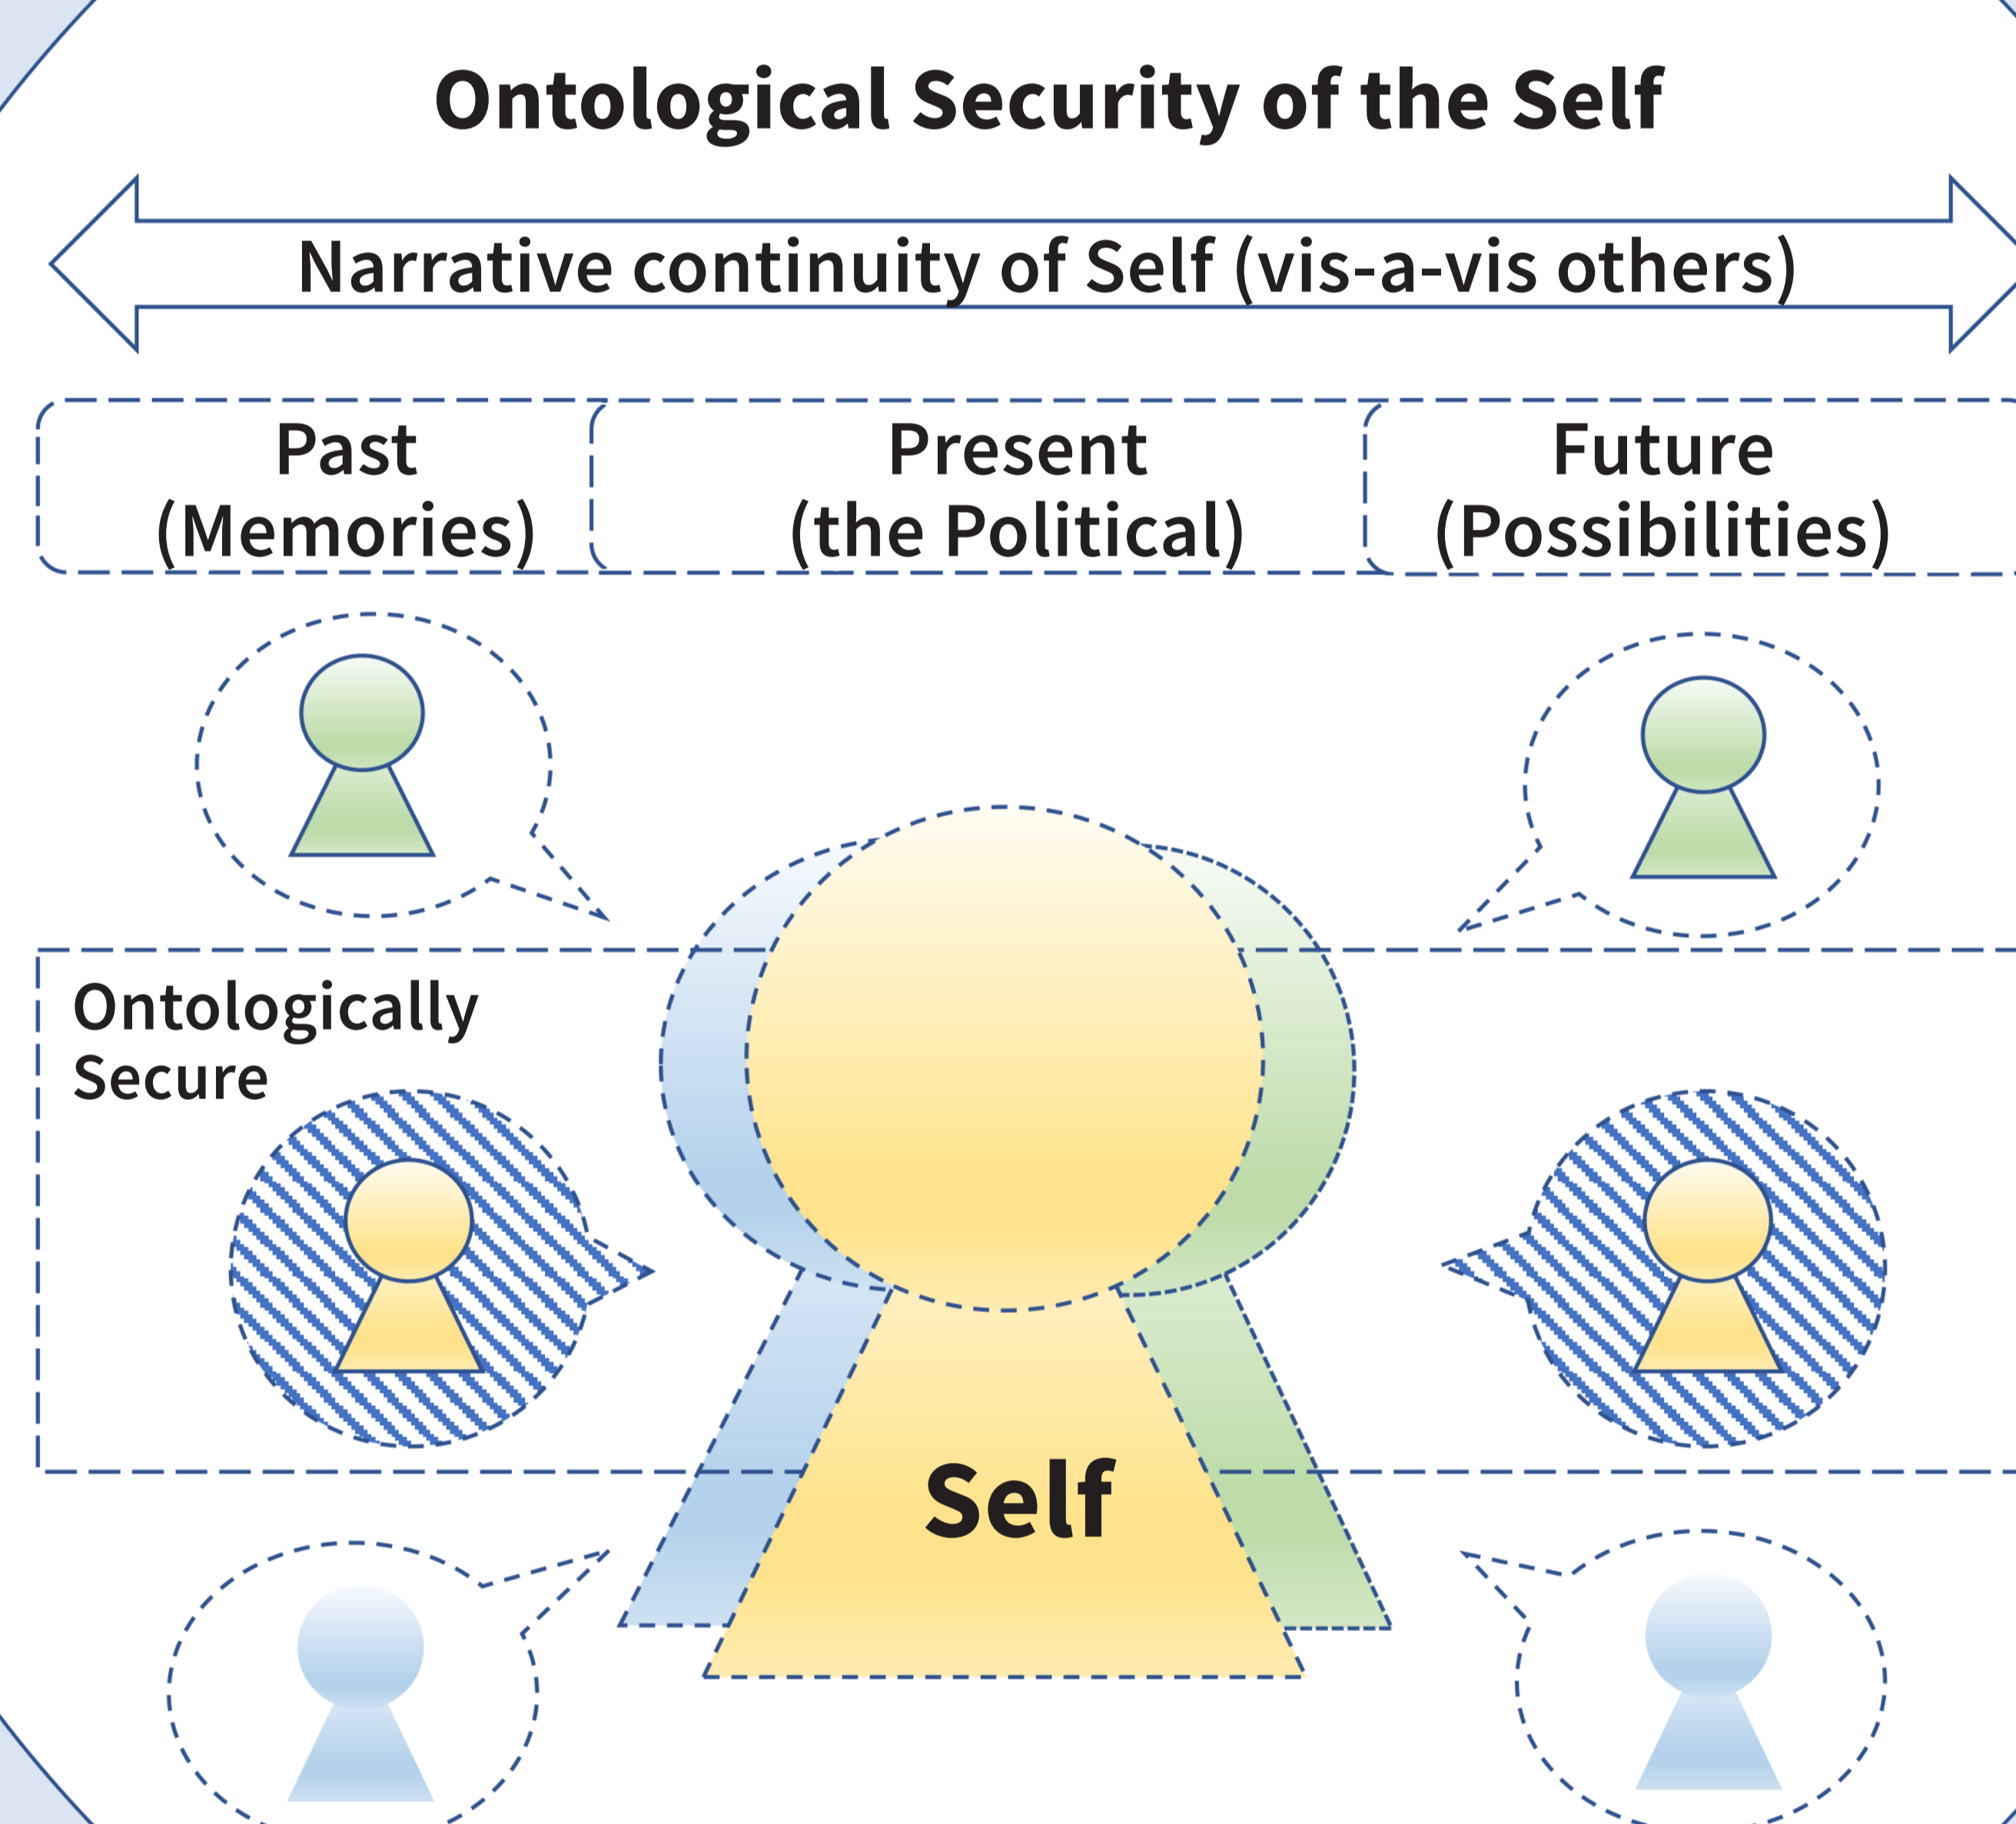 Ontological Security of the Self
Narrative continuity of Self (vis-a-vis others)
Past
(Memories)
Present
(the Political)
Future
(Possibilities)
Ontologically
Secure
Self